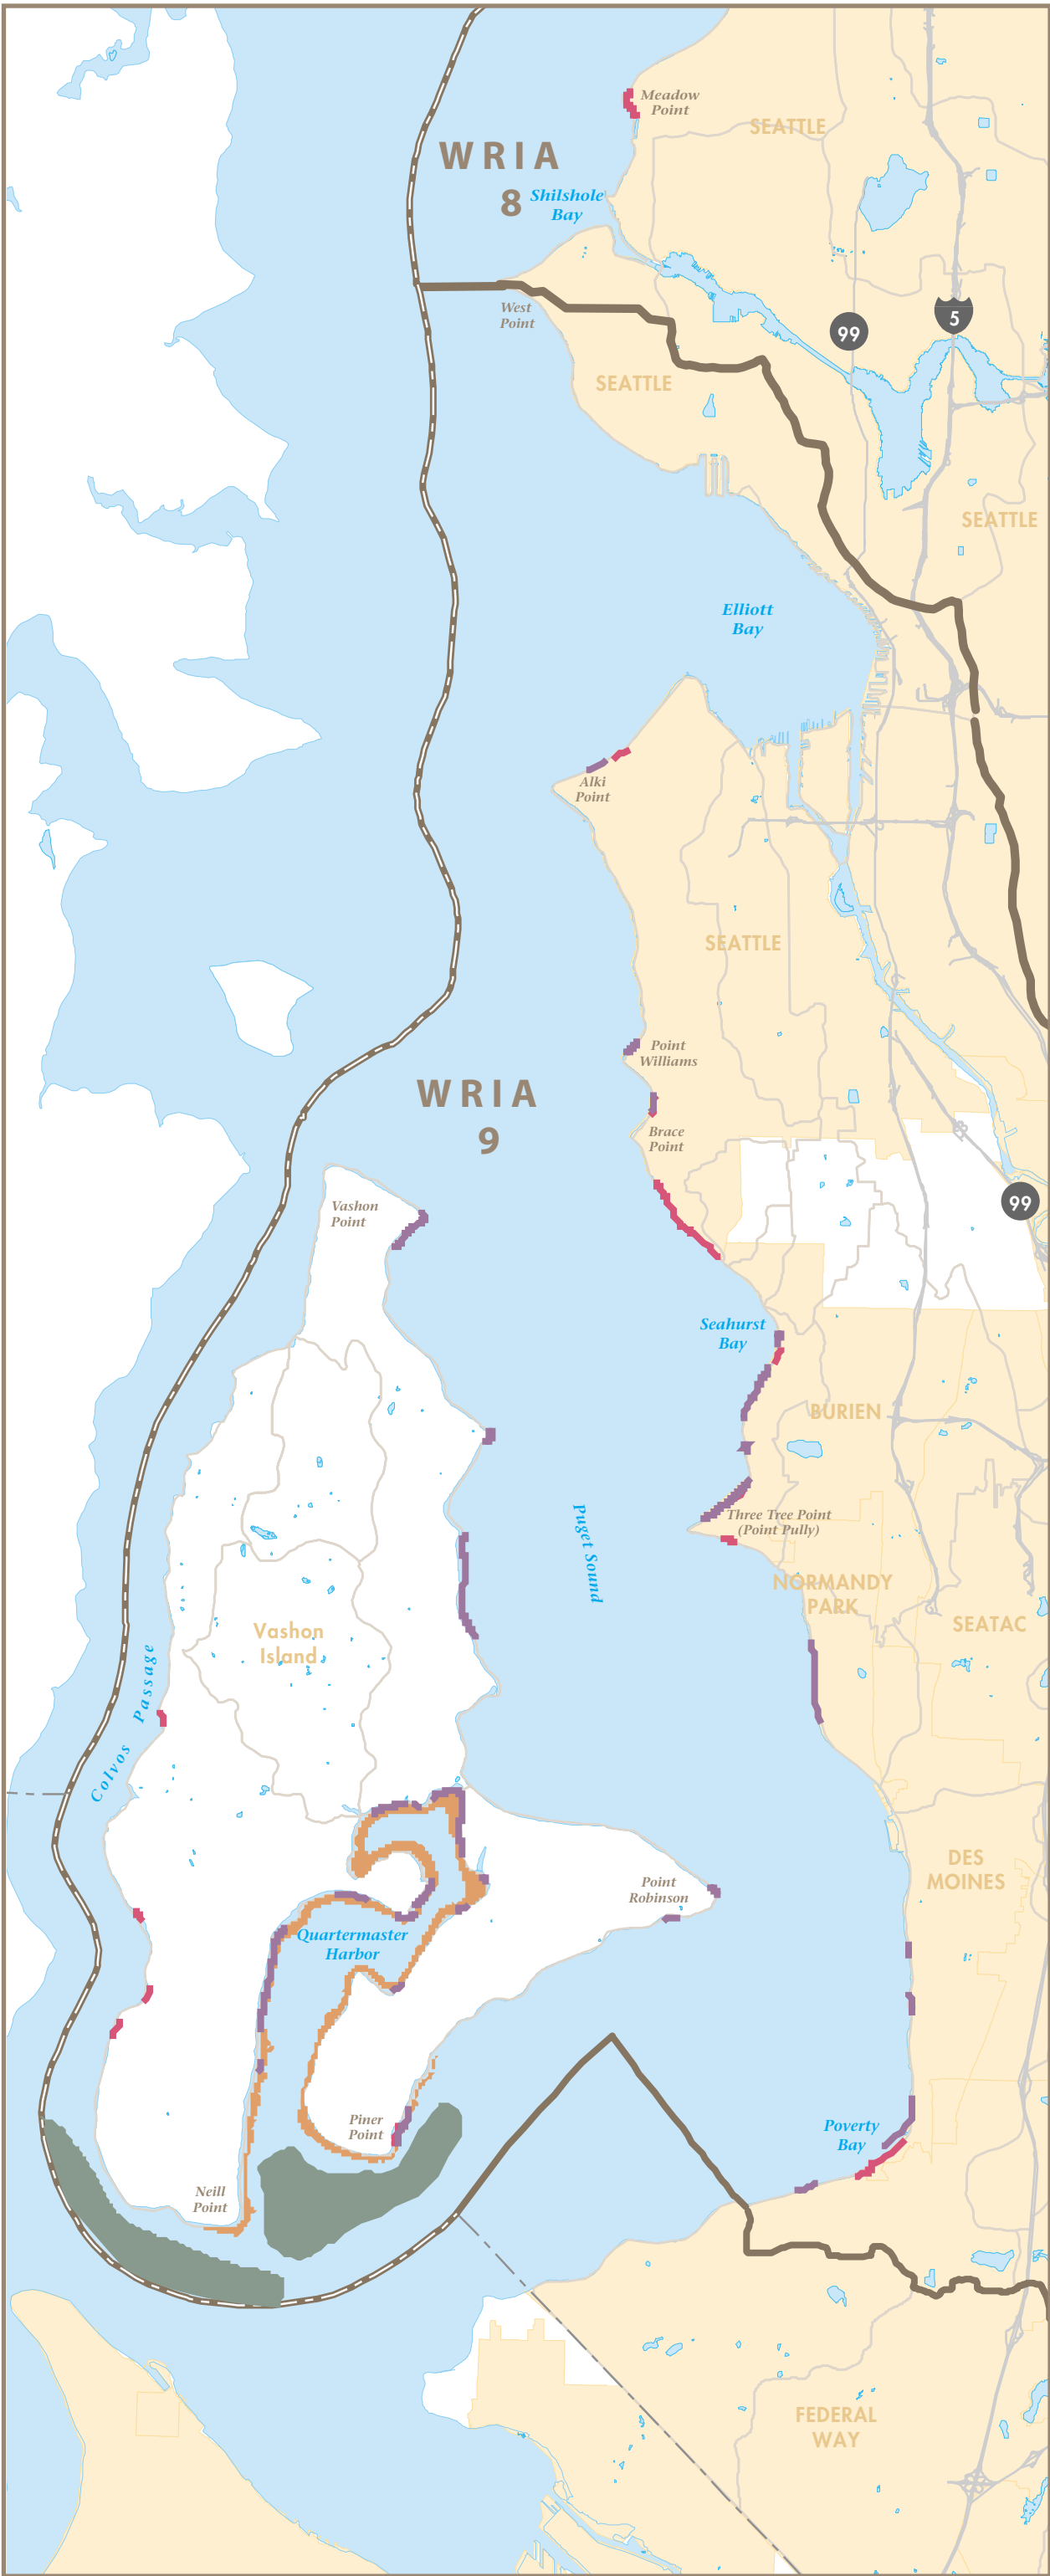 Meadow
Point
SEATTLE
WRIA
8
Shilshole
Bay
West
Point
5
99
SEATTLE
SEATTLE
Elliott
Bay
Alki
Point
SEATTLE
Point
Williams
WRIA
9
Brace
Point
99
Vashon
Point
Seahurst
Bay
BURIEN
Puget Sound
Three Tree Point
(Point Pully)
NORMANDY
PARK
SEATAC
Vashon
Island
Colvos Passage
DES
MOINES
Point
Robinson
Quartermaster
Harbor
Piner
Point
Poverty
Bay
Neill
Point
FEDERAL
WAY